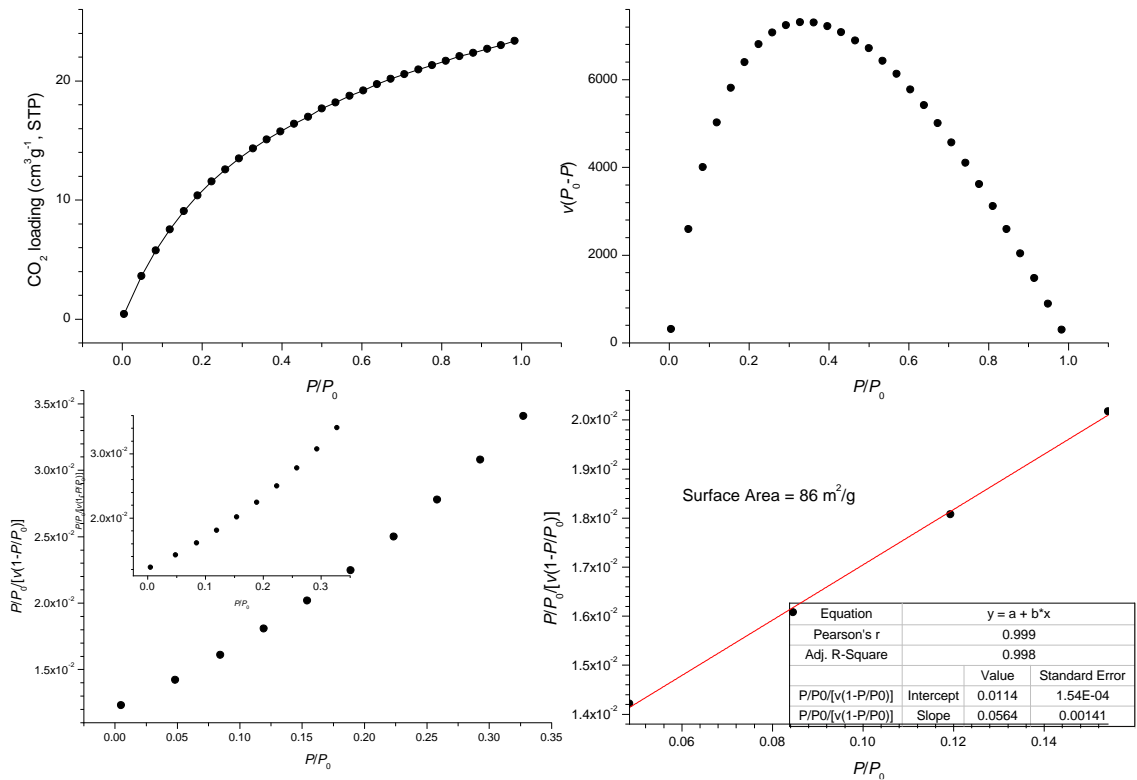 20
10
0
CO₂ loading (cm³g⁻¹, STP)
0.0 0.2 0.4 0.6 0.8 1.0
P/P₀
6000
4000
2000
0
v(P₀-P)
0.0 0.2 0.4 0.6 0.8 1.0
P/P₀
3.5x10⁻²
3.0x10⁻²
2.5x10⁻²
2.0x10⁻²
1.5x10⁻²
P/P₀/[v(1-P/P₀)]
0.00 0.05 0.10 0.15 0.20 0.25 0.30 0.35
P/P₀
3.0x10⁻²
2.0x10⁻²
P/P₀/[v(1-P/P₀)]
0.0 0.1 0.2 0.3
P/P₀
2.0x10⁻²
1.9x10⁻²
1.8x10⁻²
1.6x10⁻²
1.5x10⁻²
1.4x10⁻²
P/P₀/[v(1-P/P₀)]
Surface Area = 86 m²/g
Equation y = a + b*x
Pearson's r 0.999
Adj. R-Square 0.998
Value Standard Error
P/P0/[v(1-P/P0)] Intercept 0.0114 1.54E-04
P/P0/[v(1-P/P0)] Slope 0.0564 0.00141
0.06 0.08 0.10 0.12 0.14
P/P₀